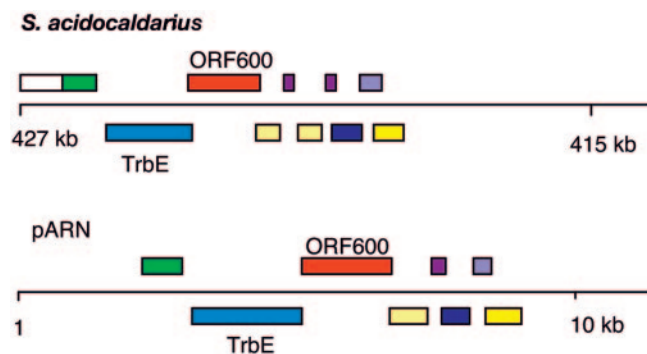 S. acidocaldarius
ORF600
427 kb
415 kb
TrbE
pARN
ORF600
1
10 kb
TrbE